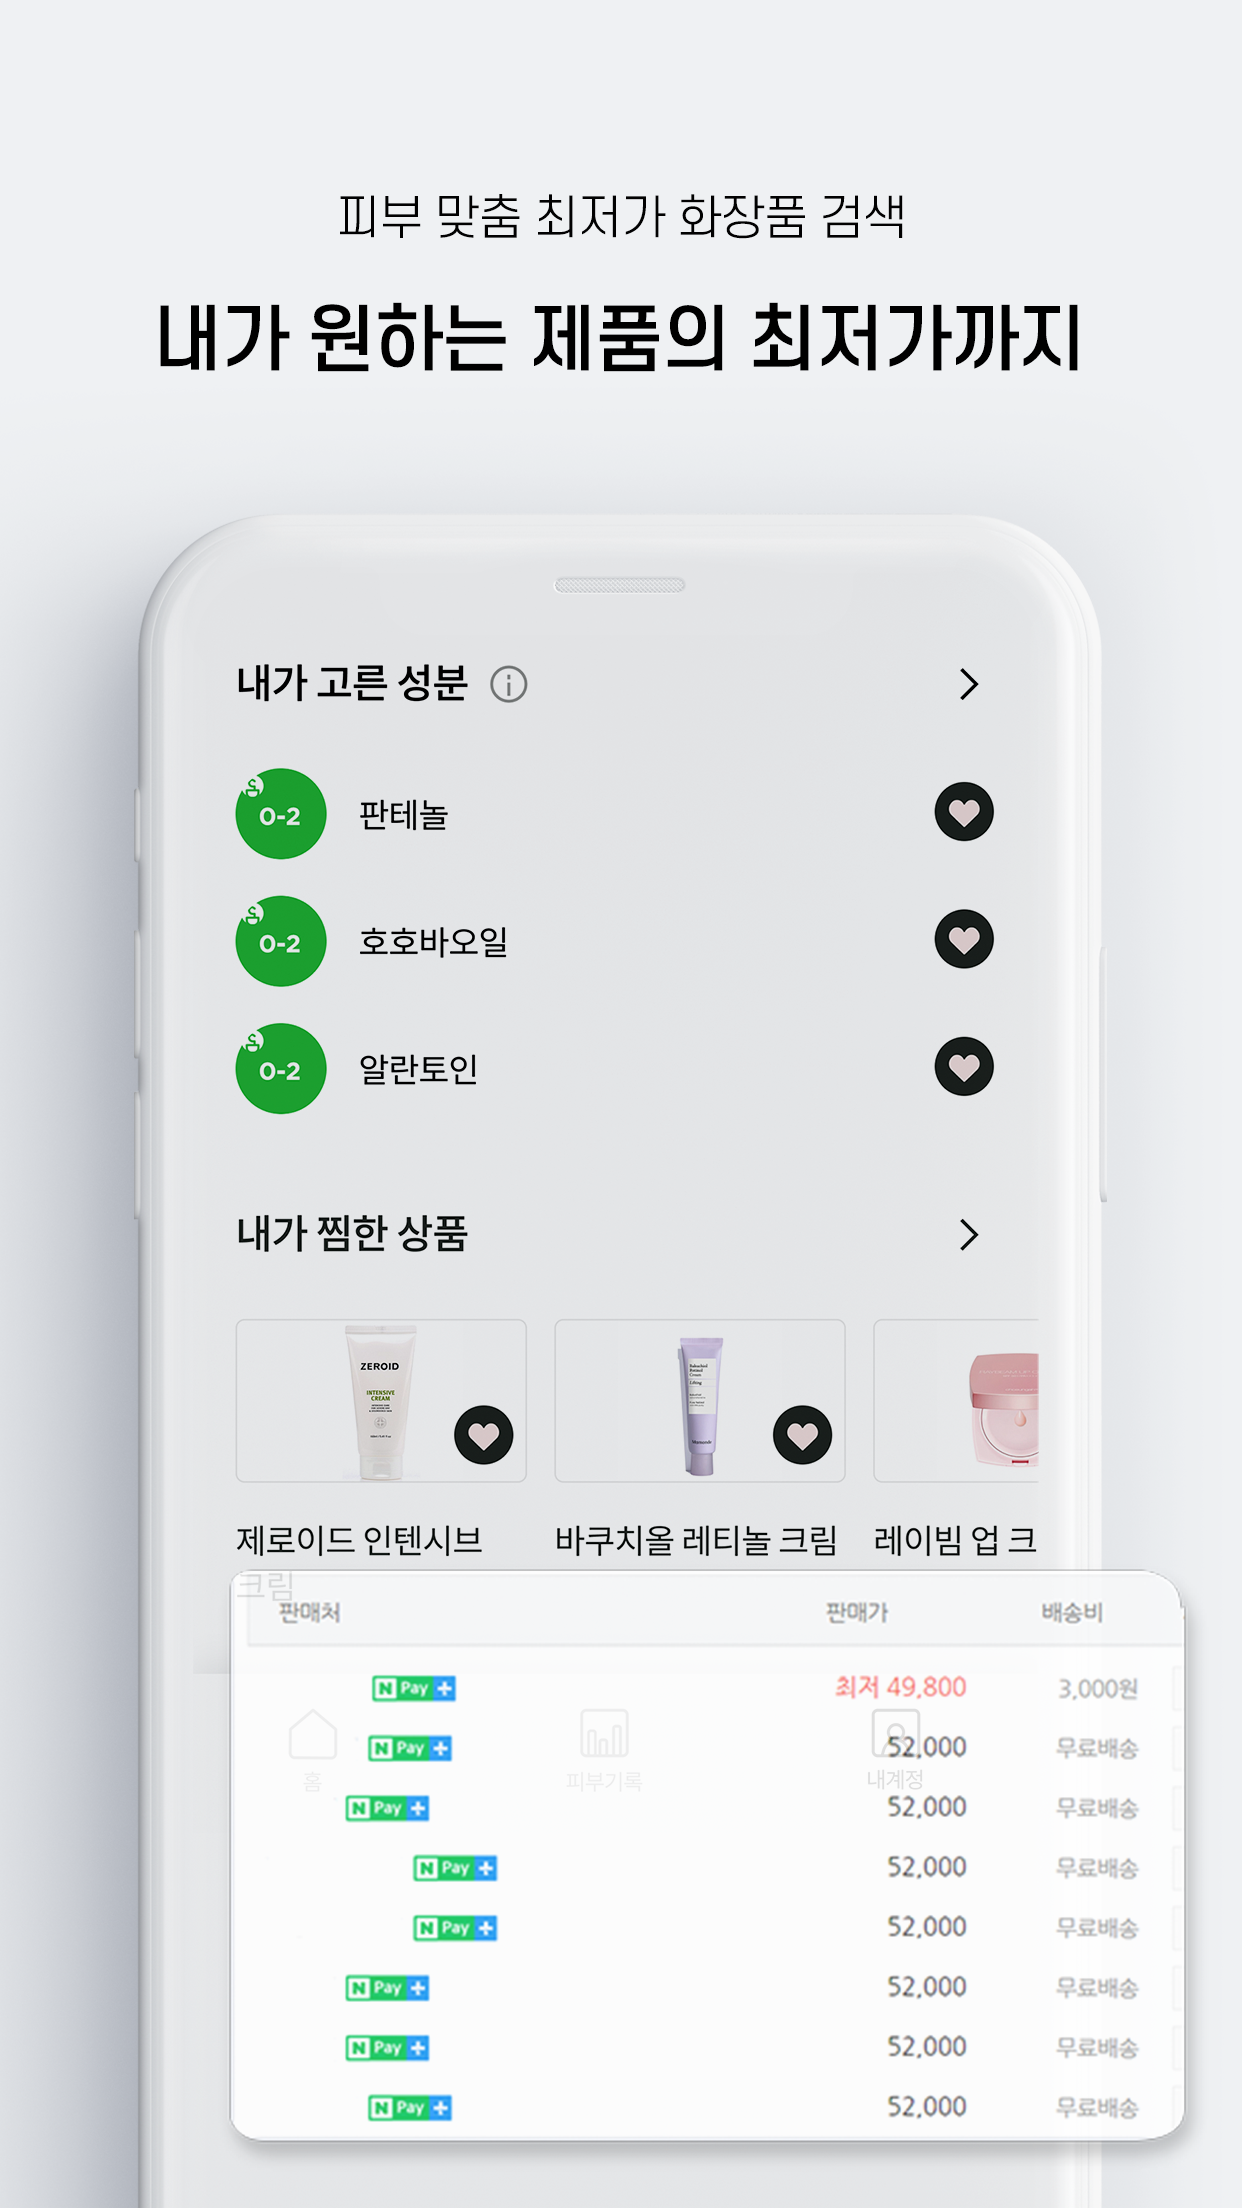 피부 맞춤 최저가 화장품 검색
내가 원하는 제품의 최저가까지
내가 고른 성분
0-2 판테놀
0-2 호호바오일
0-2 알란토인
내가 찜한 상품
ZEROID
INTENSIVE
CREAM
Bakuchiol
Retinol
Cream
Lifting
Mamonde
제로이드 인텐시브
크림
바쿠치올 레티놀 크림
레이빔 업 크
판매처 판매가 배송비
N Pay + 최저 49,800 3,000원
N Pay + 52,000 무료배송
홈 피부기록 내계정
N Pay + 52,000 무료배송
N Pay + 52,000 무료배송
N Pay + 52,000 무료배송
N Pay + 52,000 무료배송
N Pay + 52,000 무료배송
N Pay + 52,000 무료배송